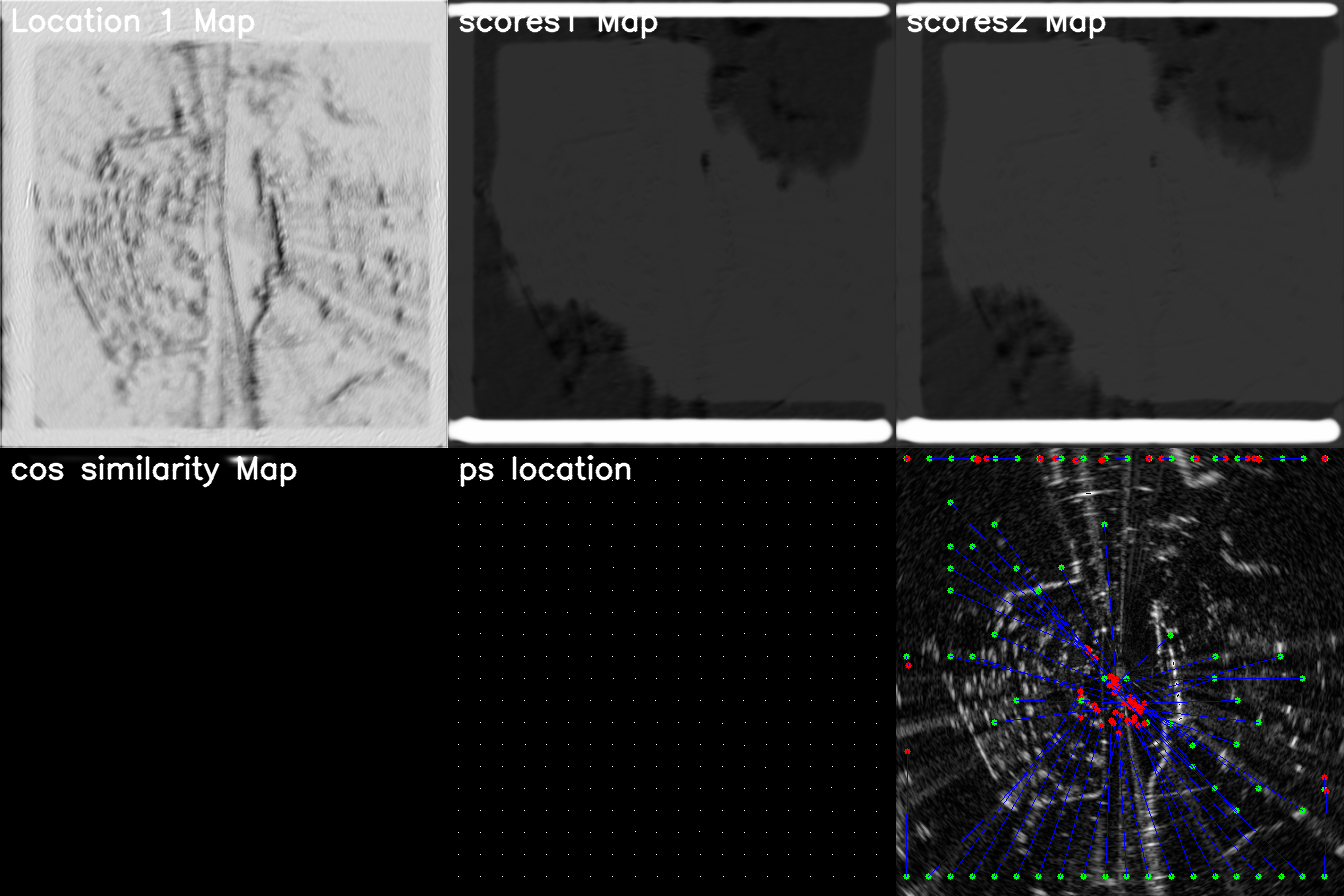 Location 1 Map
scores1 Map
scores2 Map
cos similarity Map
ps location